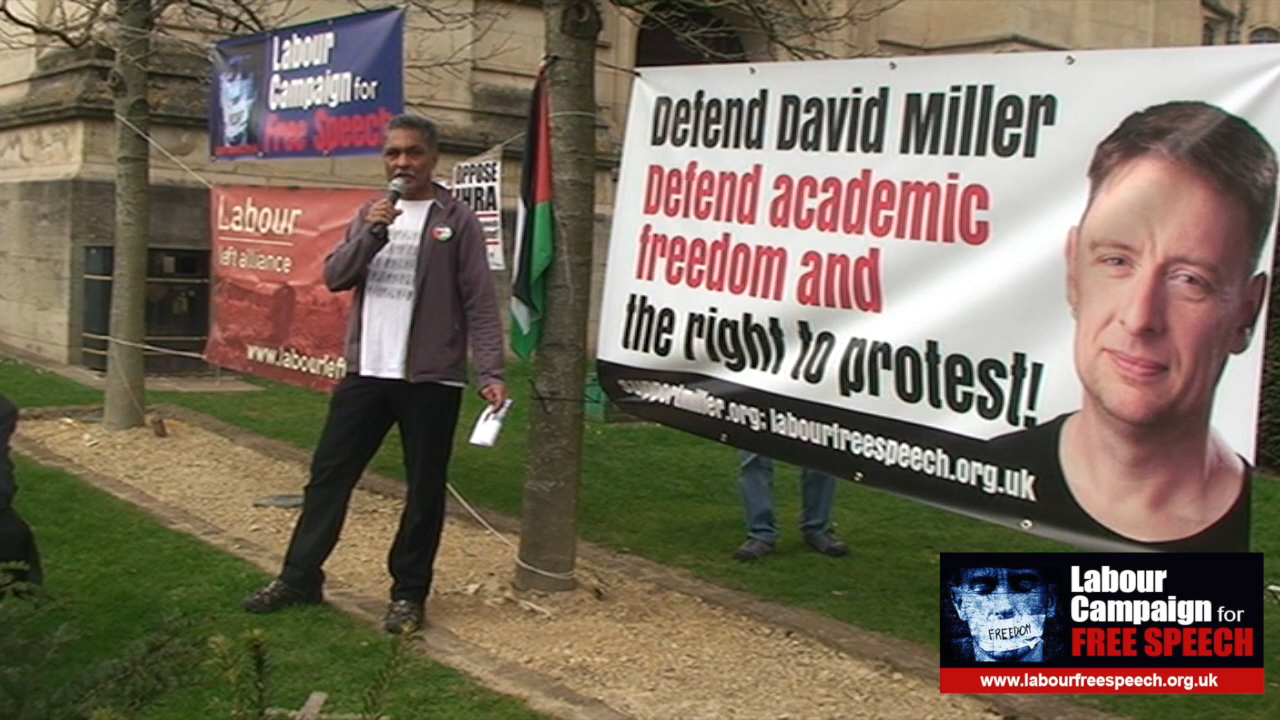 Labour
Campaign for
Free Speech
Labour
left alliance
www.labourlef
OPPOSE
IHRA
Defend David Miller
Defend academic
freedom and
the right to protest!
supportmiller.org; labourfreespeech.org.uk
FREEDOM
Labour
Campaign for
FREE SPEECH
www.labourfreespeech.org.uk